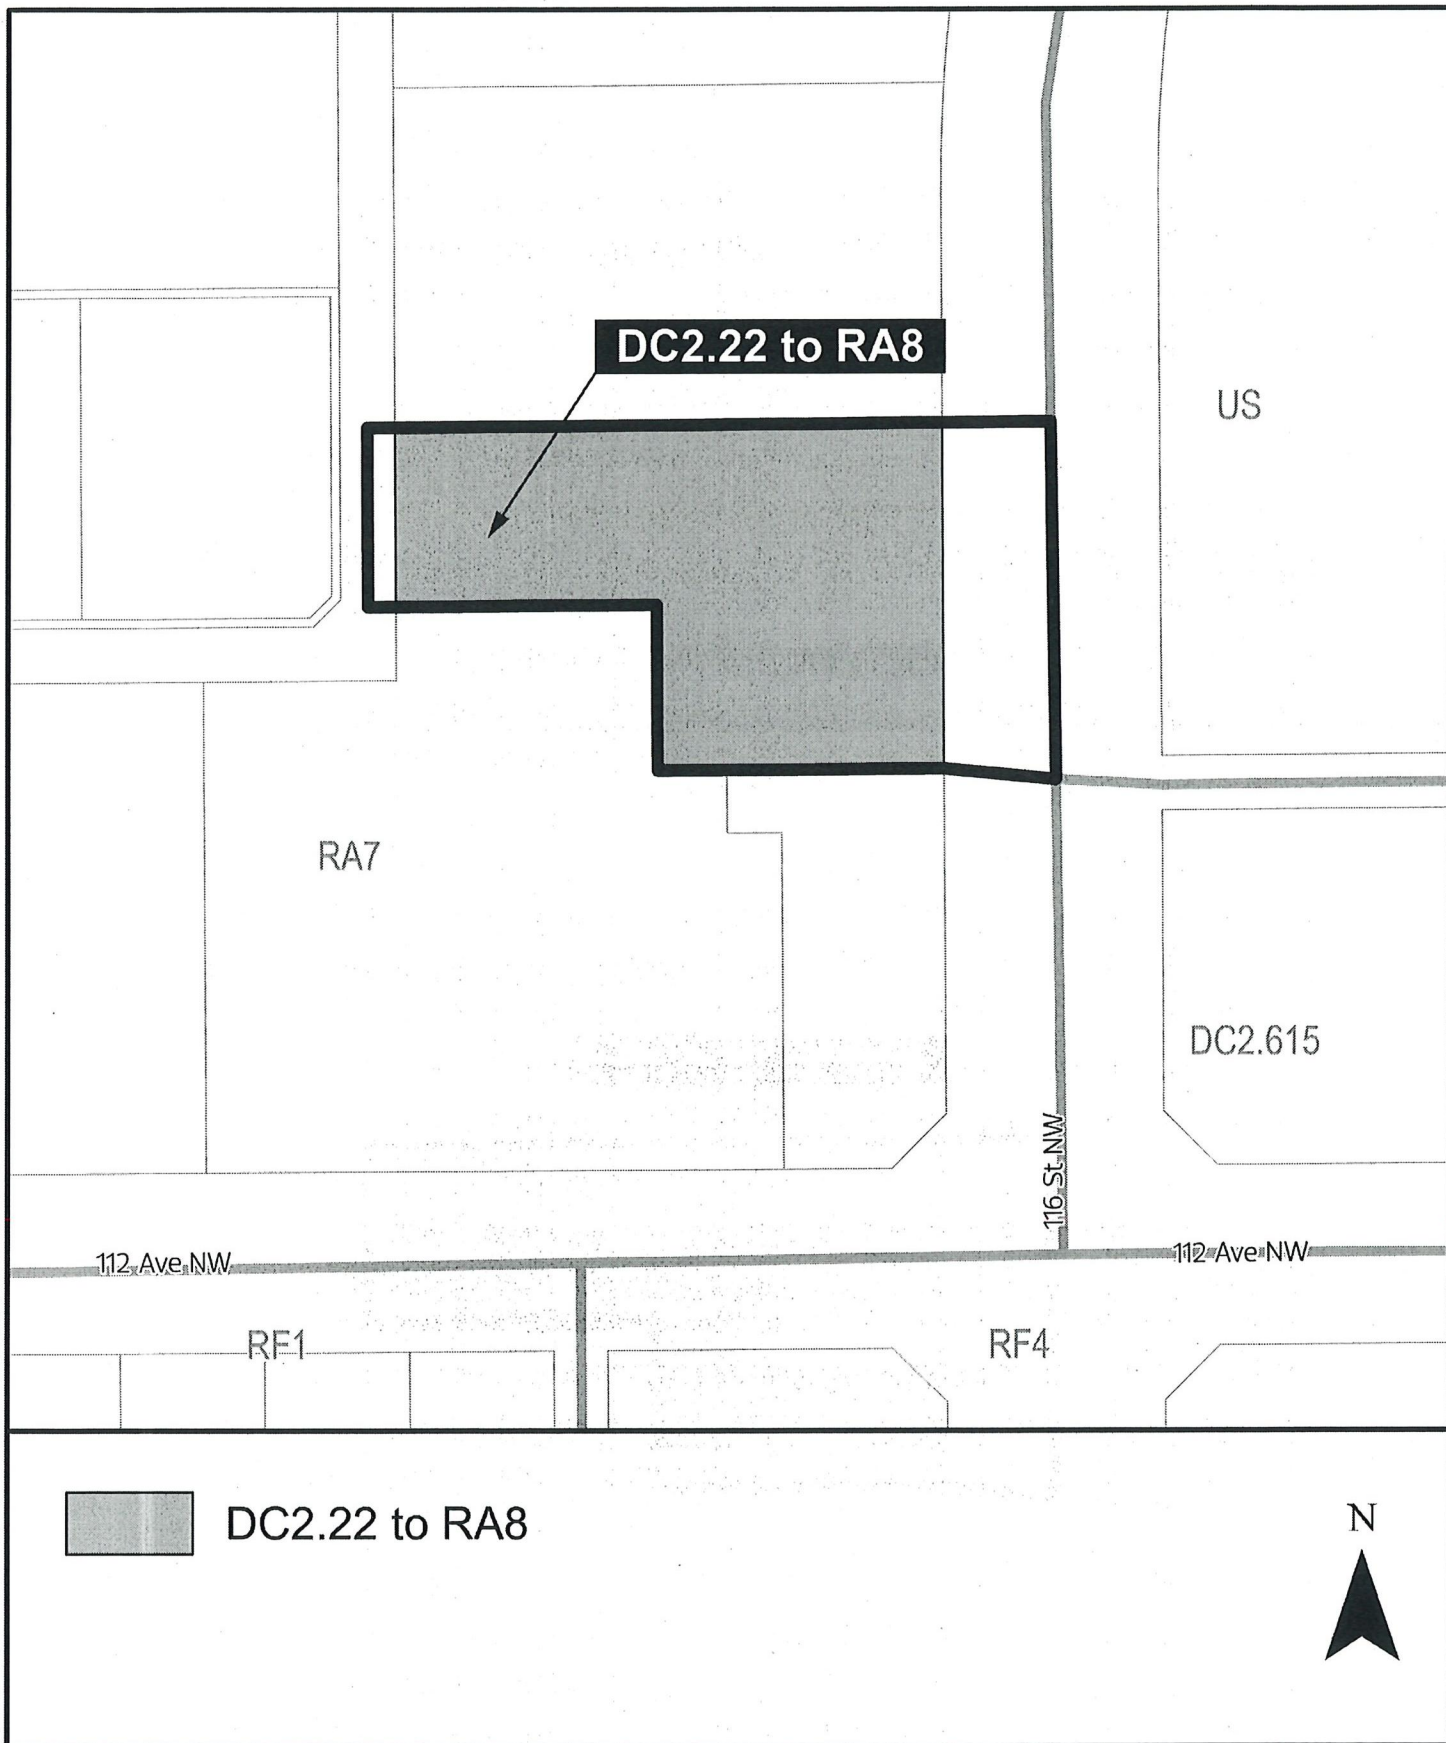 DC2.22 to RA8
US
RA7
DC2.615
116 St NW
112 Ave NW
112 Ave NW
RF1
RF4
DC2.22 to RA8
N